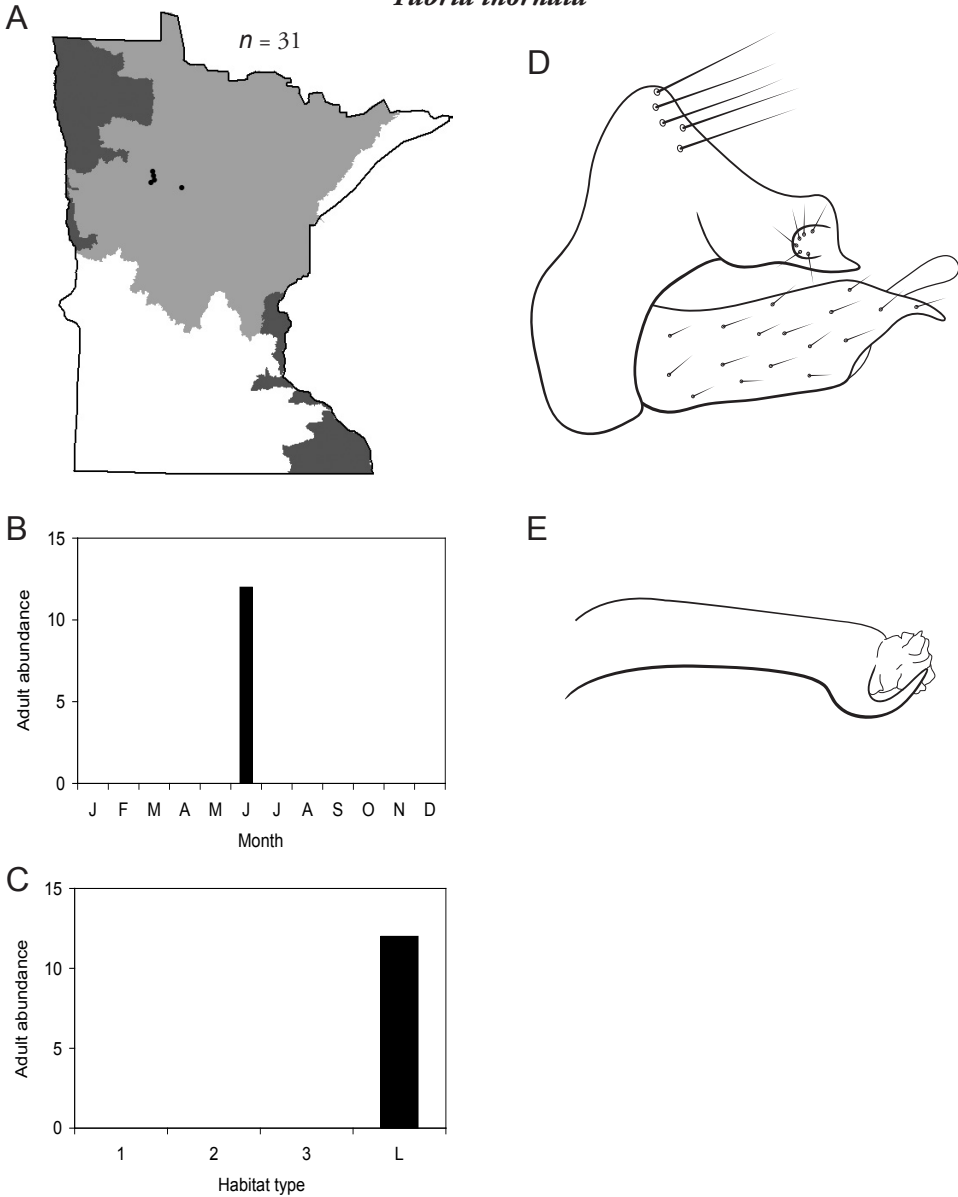 Fabria inornata
A
n = 31
D
B
15
10
5
0
Adult abundance
J F M A M J J A S O N D
Month
E
C
15
10
5
0
Adult abundance
1 2 3 L
Habitat type